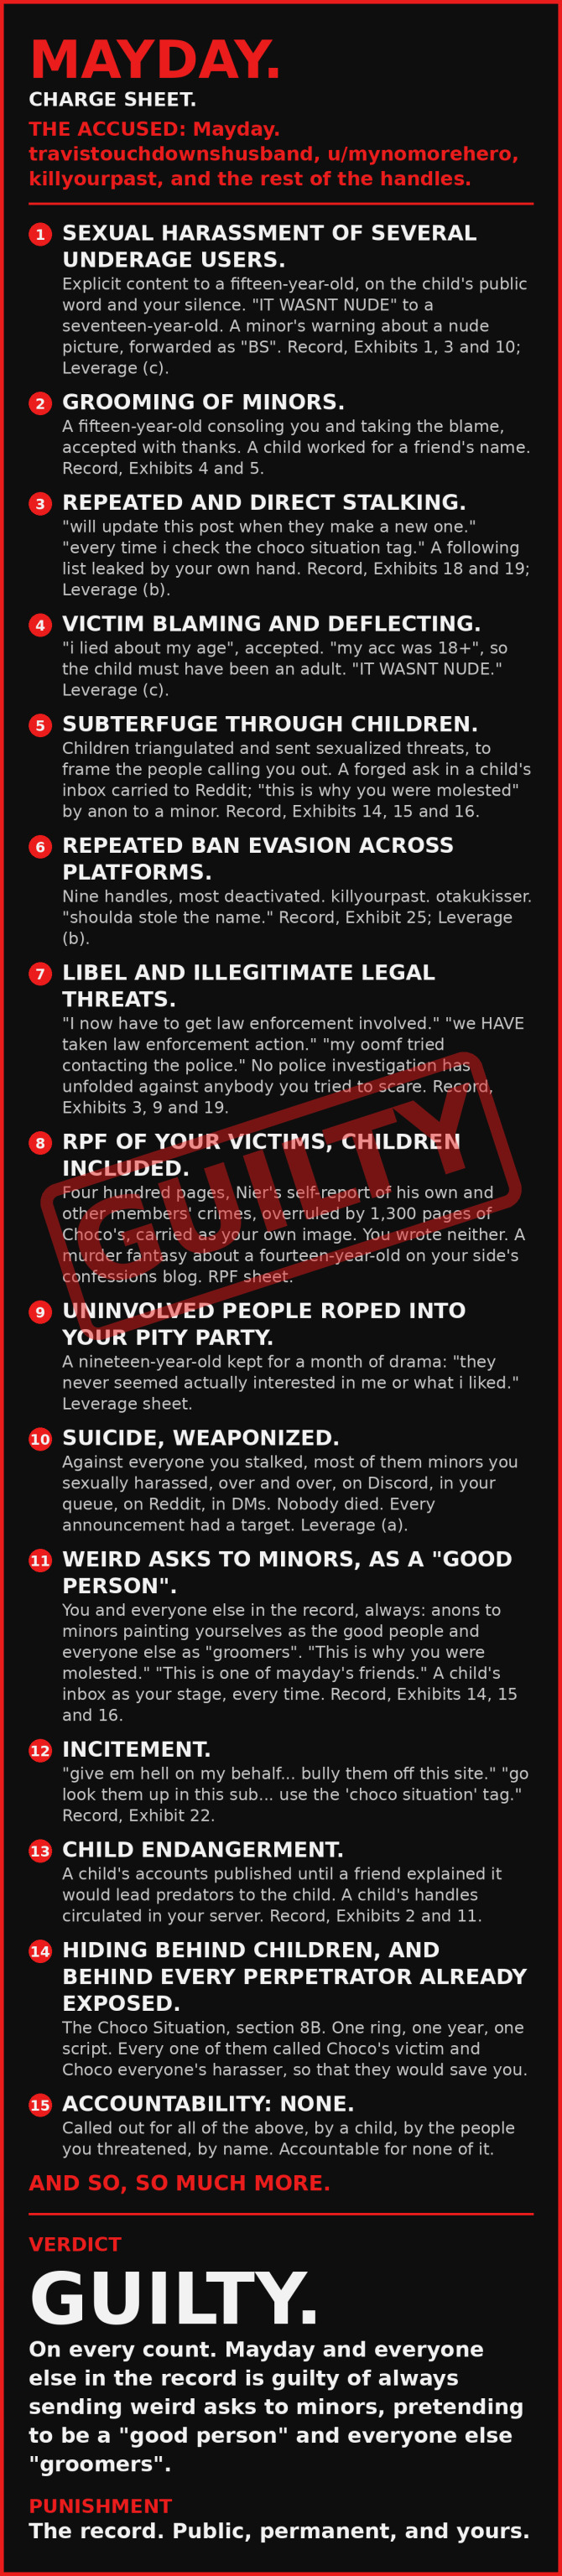 MAYDAY.
CHARGE SHEET.
THE ACCUSED: Mayday.
travistouchdownshusband, u/mynomorehero,
killyourpast, and the rest of the handles.
1 SEXUAL HARASSMENT OF SEVERAL
UNDERAGE USERS.
Explicit content to a fifteen-year-old, on the child's public
word and your silence. "IT WASNT NUDE" to a
seventeen-year-old. A minor's warning about a nude
picture, forwarded as "BS". Record, Exhibits 1, 3 and 10;
Leverage (c).
2 GROOMING OF MINORS.
A fifteen-year-old consoling you and taking the blame,
accepted with thanks. A child worked for a friend's name.
Record, Exhibits 4 and 5.
3 REPEATED AND DIRECT STALKING.
"will update this post when they make a new one."
"every time i check the choco situation tag." A following
list leaked by your own hand. Record, Exhibits 18 and 19;
Leverage (b).
4 VICTIM BLAMING AND DEFLECTING.
"i lied about my age", accepted. "my acc was 18+", so
the child must have been an adult. "IT WASNT NUDE."
Leverage (c).
5 SUBTERFUGE THROUGH CHILDREN.
Children triangulated and sent sexualized threats, to
frame the people calling you out. A forged ask in a child's
inbox carried to Reddit; "this is why you were molested"
by anon to a minor. Record, Exhibits 14, 15 and 16.
6 REPEATED BAN EVASION ACROSS
PLATFORMS.
Nine handles, most deactivated. killyourpast. otakukisser.
"shoulda stole the name." Record, Exhibit 25; Leverage
(b).
7 LIBEL AND ILLEGITIMATE LEGAL
THREATS.
"I now have to get law enforcement involved." "we HAVE
taken law enforcement action." "my oomf tried
contacting the police." No police investigation has
unfolded against anybody you tried to scare. Record,
Exhibits 3, 9 and 19.
8 RPF OF YOUR VICTIMS, CHILDREN
INCLUDED.
Four hundred pages, Nier's self-report of his own and
other members' crimes, overruled by 1,300 pages of
Choco's, carried as your own image. You wrote neither. A
murder fantasy about a fourteen-year-old on your side's
confessions blog. RPF sheet.
GUILTY
9 UNINVOLVED PEOPLE ROPED INTO
YOUR PITY PARTY.
A nineteen-year-old kept for a month of drama: "they
never seemed actually interested in me or what i liked."
Leverage sheet.
10 SUICIDE, WEAPONIZED.
Against everyone you stalked, most of them minors you
sexually harassed, over and over, on Discord, in your
queue, on Reddit, in DMs. Nobody died. Every
announcement had a target. Leverage (a).
11 WEIRD ASKS TO MINORS, AS A "GOOD
PERSON".
You and everyone else in the record, always: anons to
minors painting yourselves as the good people and
everyone else as "groomers". "This is why you were
molested." "This is one of mayday's friends." A child's
inbox as your stage, every time. Record, Exhibits 14, 15
and 16.
12 INCITEMENT.
"give em hell on my behalf... bully them off this site." "go
look them up in this sub... use the 'choco situation' tag."
Record, Exhibit 22.
13 CHILD ENDANGERMENT.
A child's accounts published until a friend explained it
would lead predators to the child. A child's handles
circulated in your server. Record, Exhibits 2 and 11.
14 HIDING BEHIND CHILDREN, AND
BEHIND EVERY PERPETRATOR ALREADY
EXPOSED.
The Choco Situation, section 8B. One ring, one year, one
script. Every one of them called Choco's victim and
Choco everyone's harasser, so that they would save you.
15 ACCOUNTABILITY: NONE.
Called out for all of the above, by a child, by the people
you threatened, by name. Accountable for none of it.
AND SO, SO MUCH MORE.
VERDICT
GUILTY.
On every count. Mayday and everyone
else in the record is guilty of always
sending weird asks to minors, pretending
to be a "good person" and everyone else
"groomers".
PUNISHMENT
The record. Public, permanent, and yours.